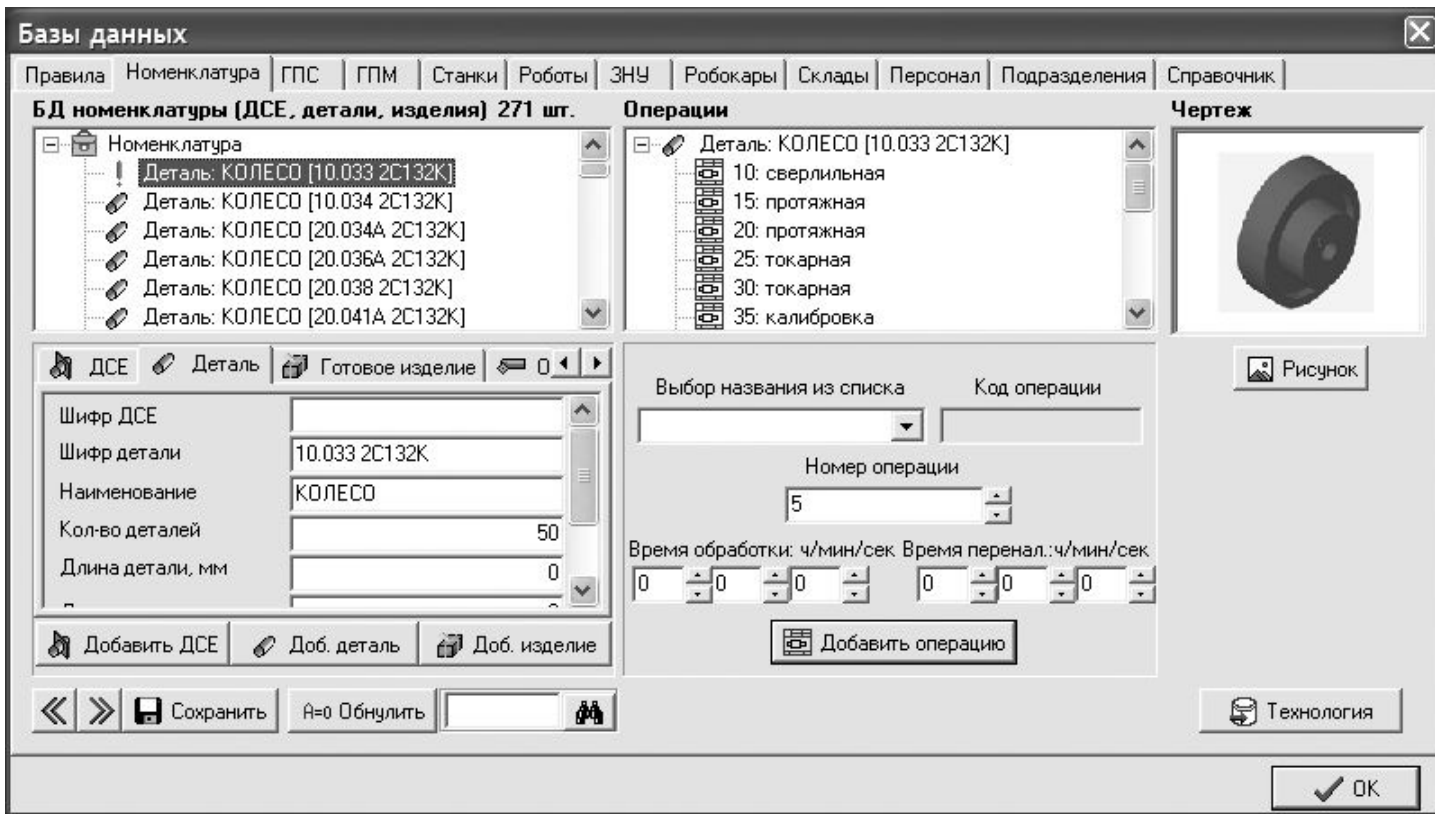 Базы данных
Правила Номенклатура ГПС ГПМ Станки Роботы ЗНУ Робокары Склады Персонал Подразделения Справочник
БД номенклатуры (ДСЕ, детали, изделия) 271 шт. Операции Чертеж
Номенклатура
Деталь: КОЛЕСО [10.033 2С132К]
Деталь: КОЛЕСО [10.034 2С132К]
Деталь: КОЛЕСО [20.034А 2С132К]
Деталь: КОЛЕСО [20.036А 2С132К]
Деталь: КОЛЕСО [20.038 2С132К]
Деталь: КОЛЕСО [20.041А 2С132К]
Деталь: КОЛЕСО [10.033 2С132К]
10: сверлильная
15: протяжная
20: протяжная
25: токарная
30: токарная
35: калибровка
Рисунок
ДСЕ Деталь Готовое изделие
Шифр ДСЕ
Шифр детали 10.033 2С132К
Наименование КОЛЕСО
Кол-во деталей 50
Длина детали, мм 0
Добавить ДСЕ Доб. деталь Доб. изделие
Выбор названия из списка Код операции
Номер операции
5
Время обработки: ч/мин/сек Время перенал.:ч/мин/сек
0 0 0 0 0 0
Добавить операцию
Сохранить А=0 Обнулить
Технология
OK